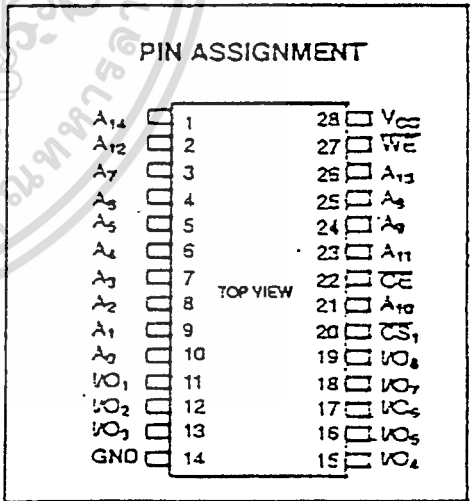 PIN ASSIGNMENT
A14 1 28 VCC
A12 2 27 WE
A7 3 26 A13
A6 4 25 A8
A5 5 24 A9
A4 6 23 A11
A3 7 22
A2 8 TOP VIEW 21 A10
A1 9 20 CS1
A0 10 19 I/O8
I/O1 11 18 I/O7
I/O2 12 17 I/O6
I/O3 13 16 I/O5
GND 14 15 I/O4